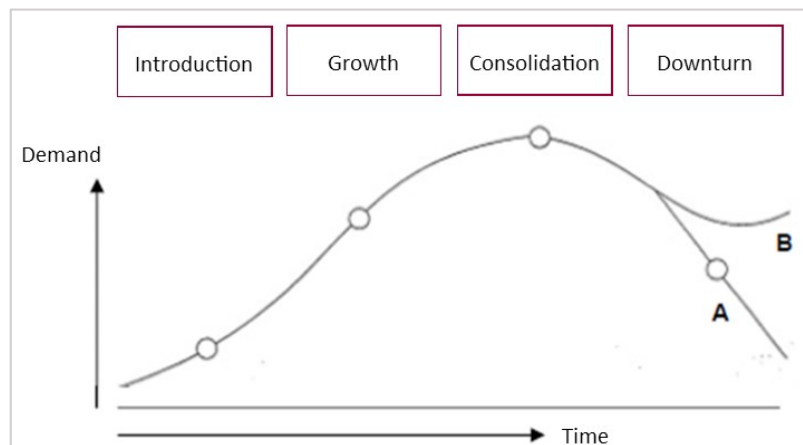 Introduction
Growth
Consolidation
Downturn
Demand
B
A
Time